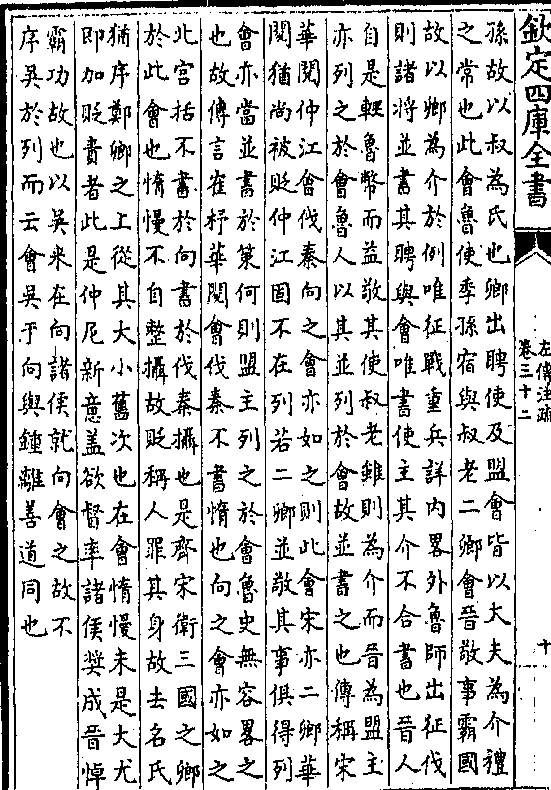 欽定四庫全書
左傳注疏
卷三十二
十
孫故以叔為氏也卿出聘使及盟會皆以大夫為介禮
之常也此會魯使季孫宿與叔老二卿會晉敬事霸國
故以卿為介於例唯征戰重兵詳内畧外魯師出征伐
則諸將並書其聘與會唯書使主其介不合書也晉人
自是輕魯幣而益敬其使叔老雖則為介而晉為盟主
亦列之於會魯人以其並列於會故並書之也傳稱宋
華閱仲江會伐秦向之會亦如之則此會宋亦二卿華
閱猶尚被貶仲江固不在列若二卿並敬其事俱得列
會亦當並書於策何則盟主列之於會魯史無容畧之
也故傳言崔杼華閱會伐秦不書惰也向之會亦如之
北宫括不書於向書於伐秦攝也是齊宋衛三國之卿
於此會也惰慢不自整攝故貶稱人罪其身故去名氏
猶序鄭卿之上從其大小舊次也在會惰慢未是大尤
即加貶責者此是仲尼新意盖欲督率諸侯奬成晉悼
霸功故也以吳來在向諸侯就向會之故不
序吳於列而云會吳于向與鍾離善道同也